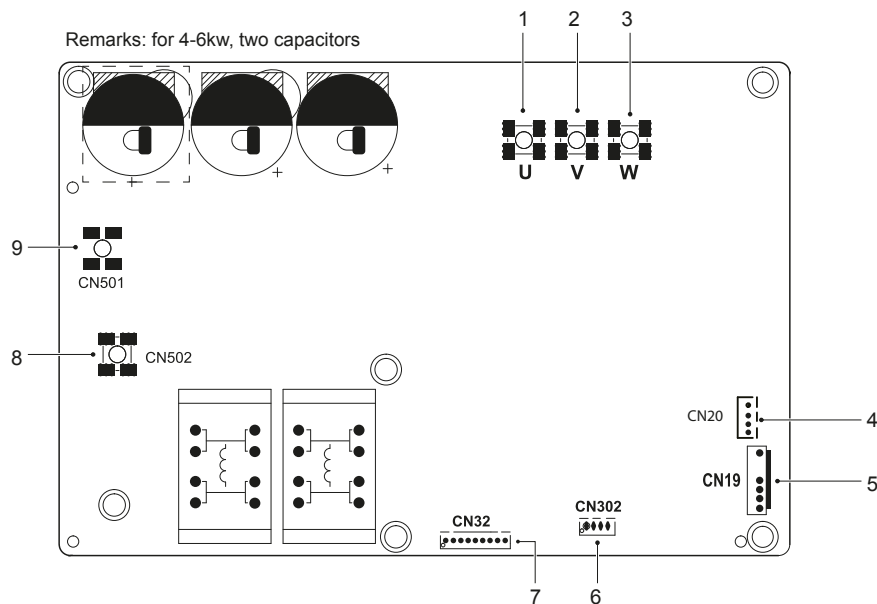 1 2 3
Remarks: for 4-6kw, two capacitors
+ + +
U V W
9
CN501
8 CN502
CN20 4
CN19 5
CN32 CN302
7 6